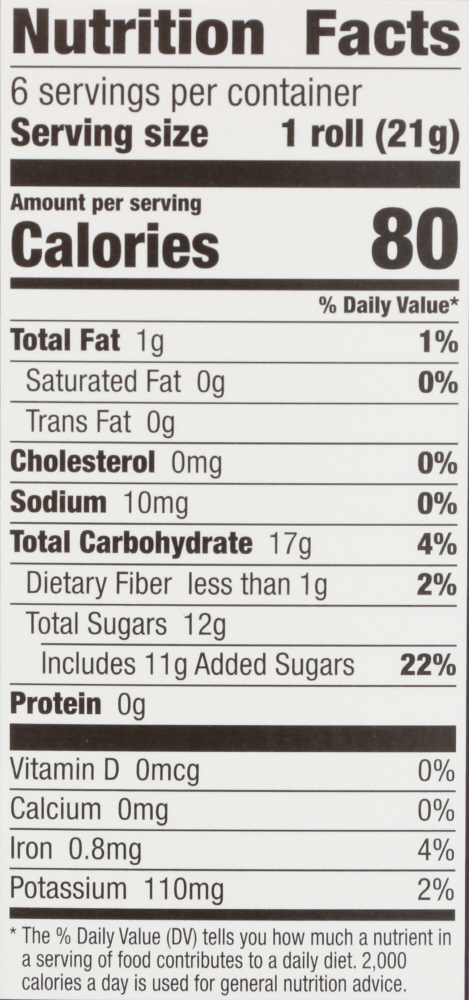 Nutrition Facts
6 servings per container
Serving size 1 roll (21g)
Amount per serving
Calories 80
% Daily Value*
Total Fat 1g 1%
Saturated Fat 0g 0%
Trans Fat 0g
Cholesterol 0mg 0%
Sodium 10mg 0%
Total Carbohydrate 17g 4%
Dietary Fiber less than 1g 2%
Total Sugars 12g
Includes 11g Added Sugars 22%
Protein 0g
Vitamin D 0mcg 0%
Calcium 0mg 0%
Iron 0.8mg 4%
Potassium 110mg 2%
* The % Daily Value (DV) tells you how much a nutrient in
a serving of food contributes to a daily diet. 2,000
calories a day is used for general nutrition advice.